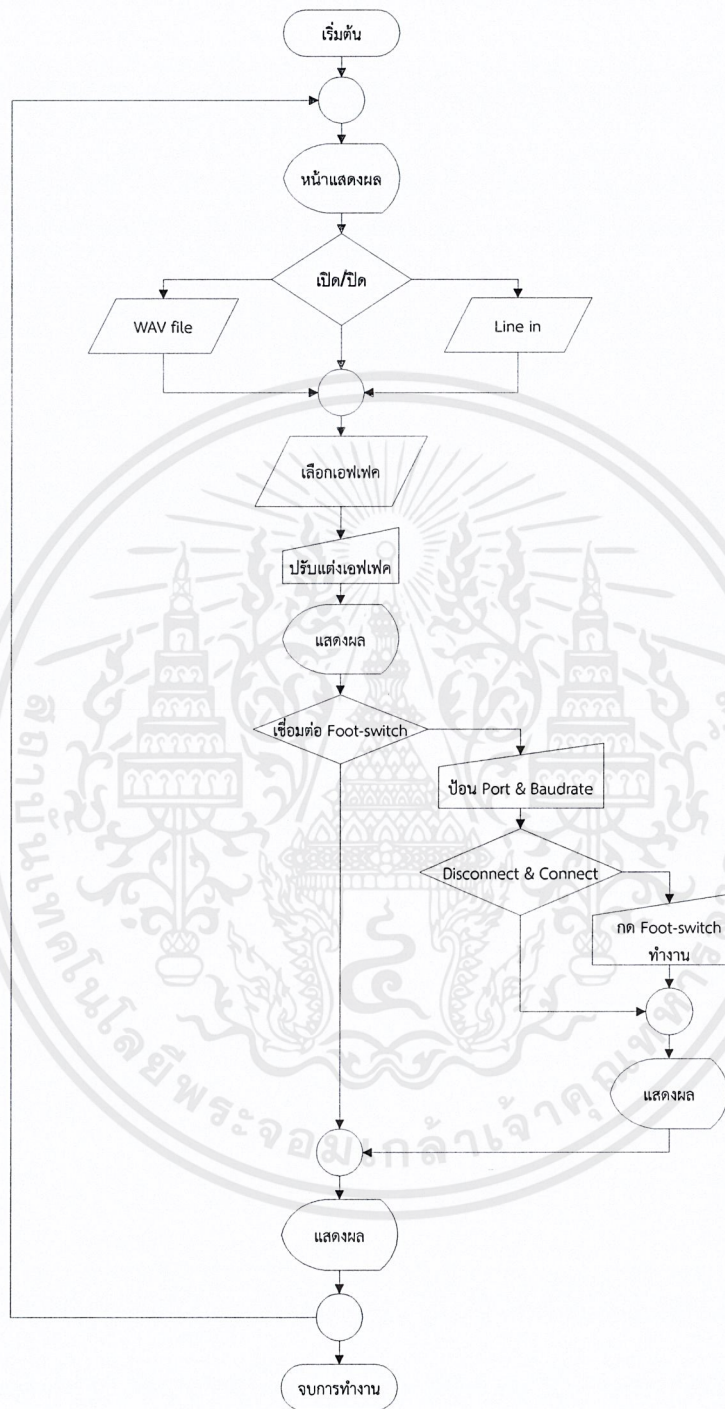 เริ่มต้น
หน้าแสดงผล
เปิด/ปิด
WAV file
Line in
เลือกเอฟเฟค
ปรับแต่งเอฟเฟค
แสดงผล
เชื่อมต่อ Foot-switch
ป้อน Port & Baudrate
Disconnect & Connect
กด Foot-switch
ทำงาน
แสดงผล
แสดงผล
จบการทำงาน